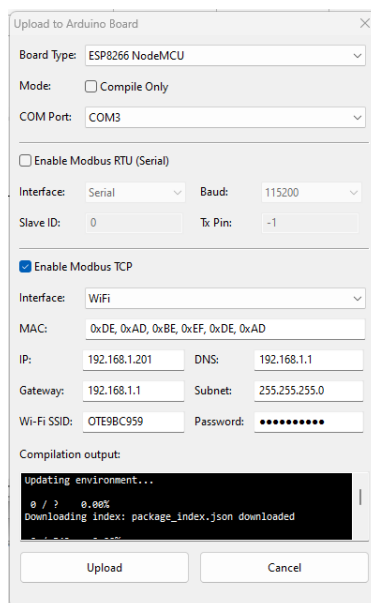 Upload to Arduino Board
Board Type: ESP8266 NodeMCU
Mode: Compile Only
COM Port: COM3
Enable Modbus RTU (Serial)
Interface: Serial Baud: 115200
Slave ID: 0 Tx Pin: -1
Enable Modbus TCP
Interface: WiFi
MAC: 0xDE, 0xAD, 0xBE, 0xEF, 0xDE, 0xAD
IP: 192.168.1.201 DNS: 192.168.1.1
Gateway: 192.168.1.1 Subnet: 255.255.255.0
Wi-Fi SSID: OTE9BC959 Password: ●●●●●●●●●●
Compilation output:
Updating environment...
0 / ? 0.00%
Downloading index: package_index.json downloaded
Upload Cancel